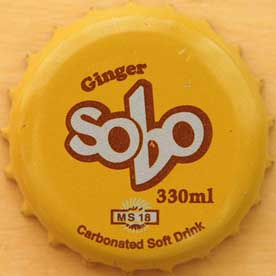 Ginger
Sobo
330ml
MS 18
Carbonated Soft Drink